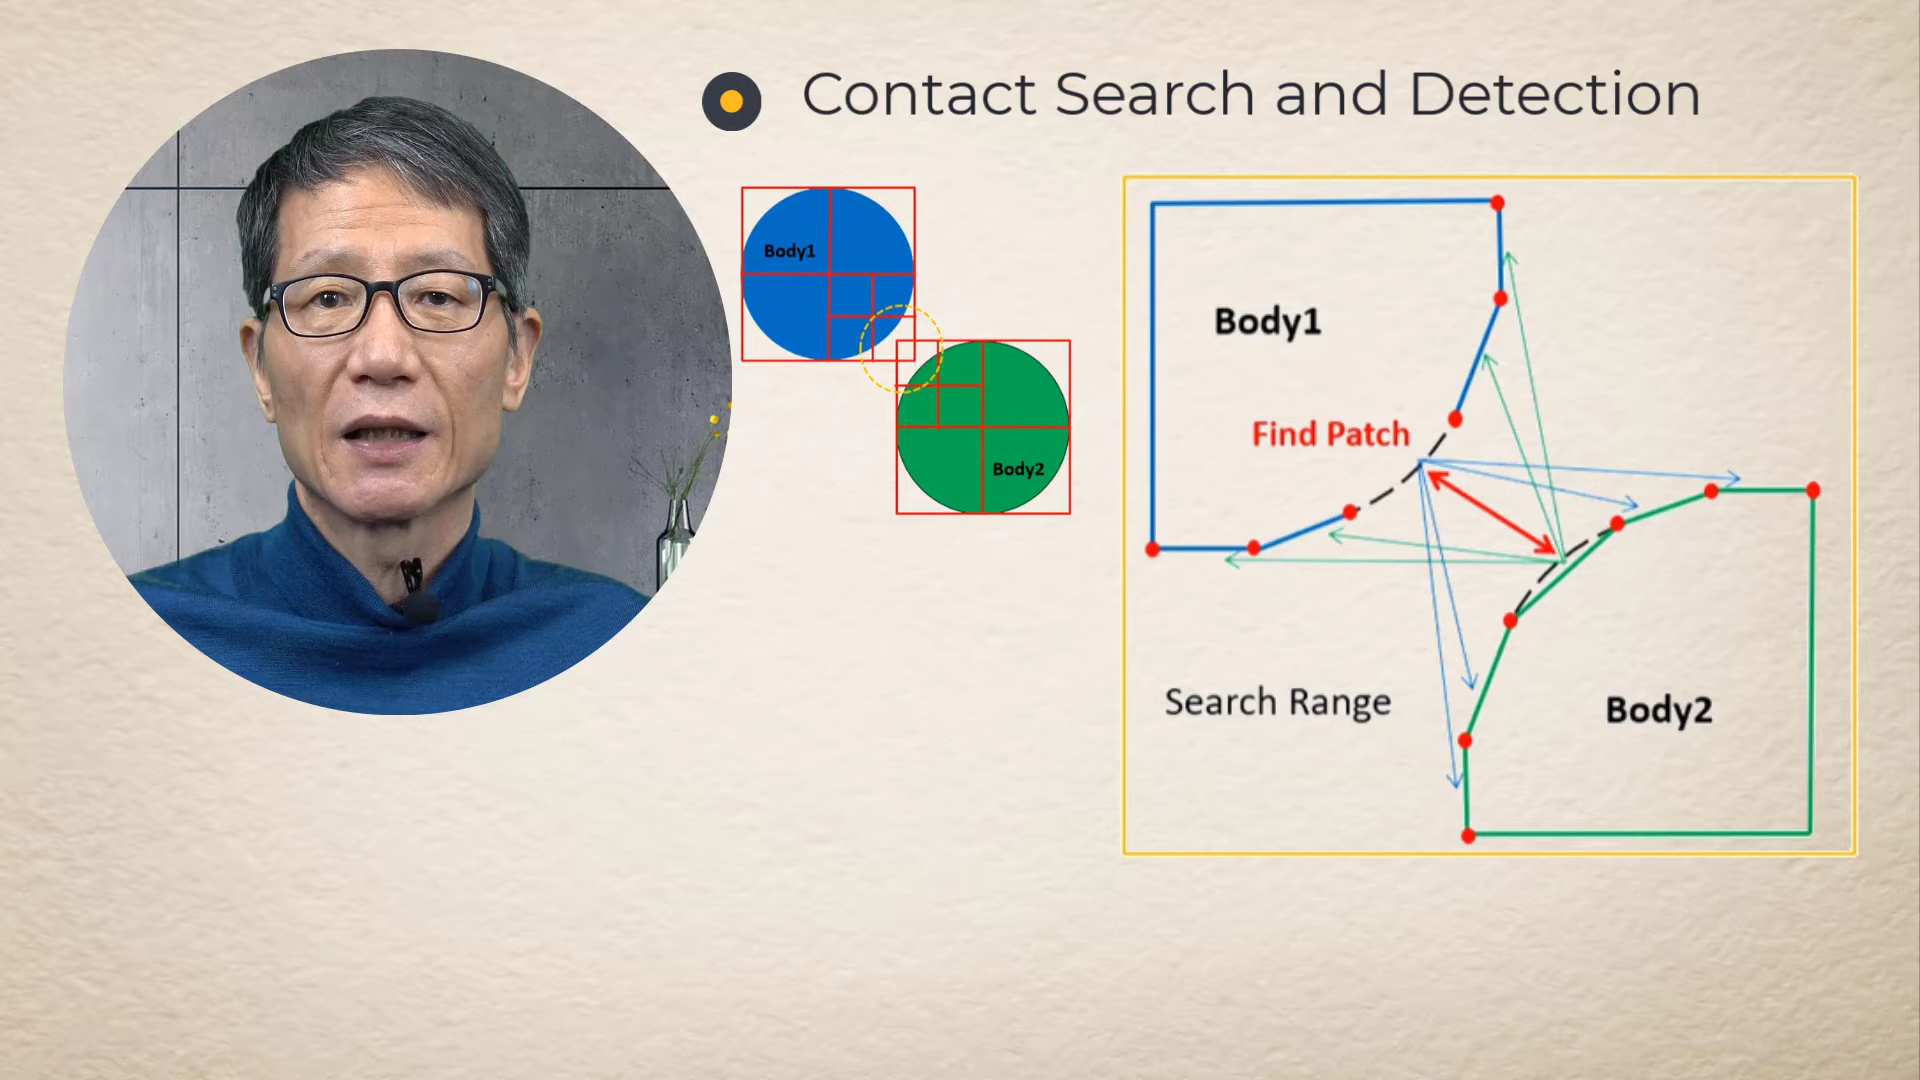 Contact Search and Detection
Body1
Body2
Body1
Find Patch
Search Range
Body2